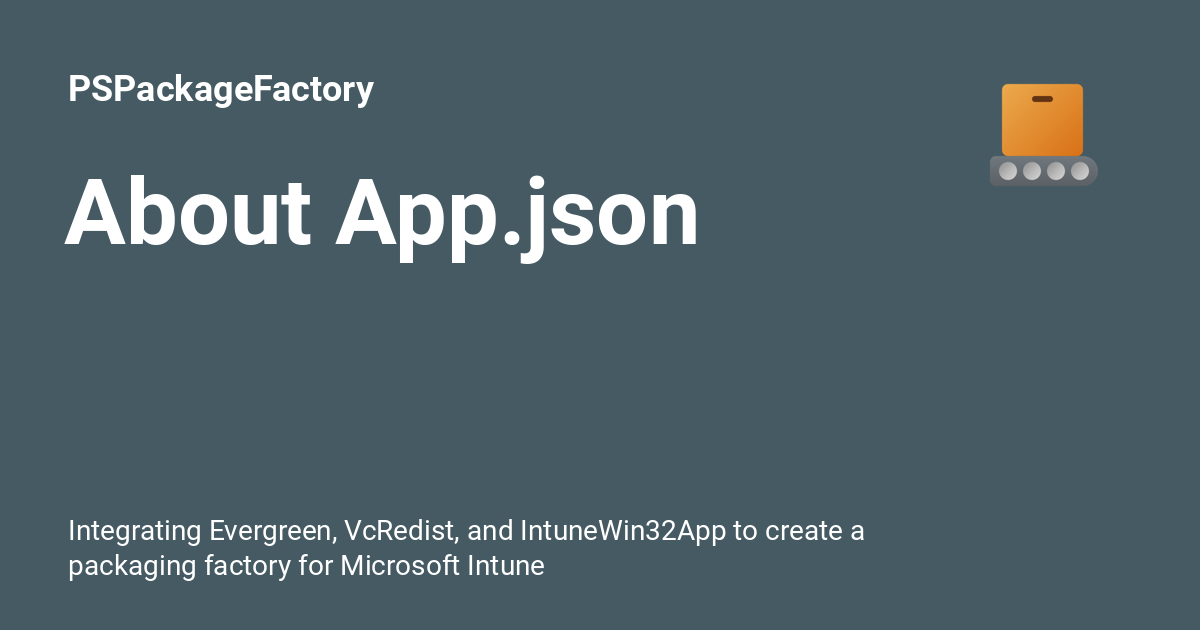 PSPackageFactory
About App.json
Integrating Evergreen, VcRedist, and IntuneWin32App to create a
packaging factory for Microsoft Intune